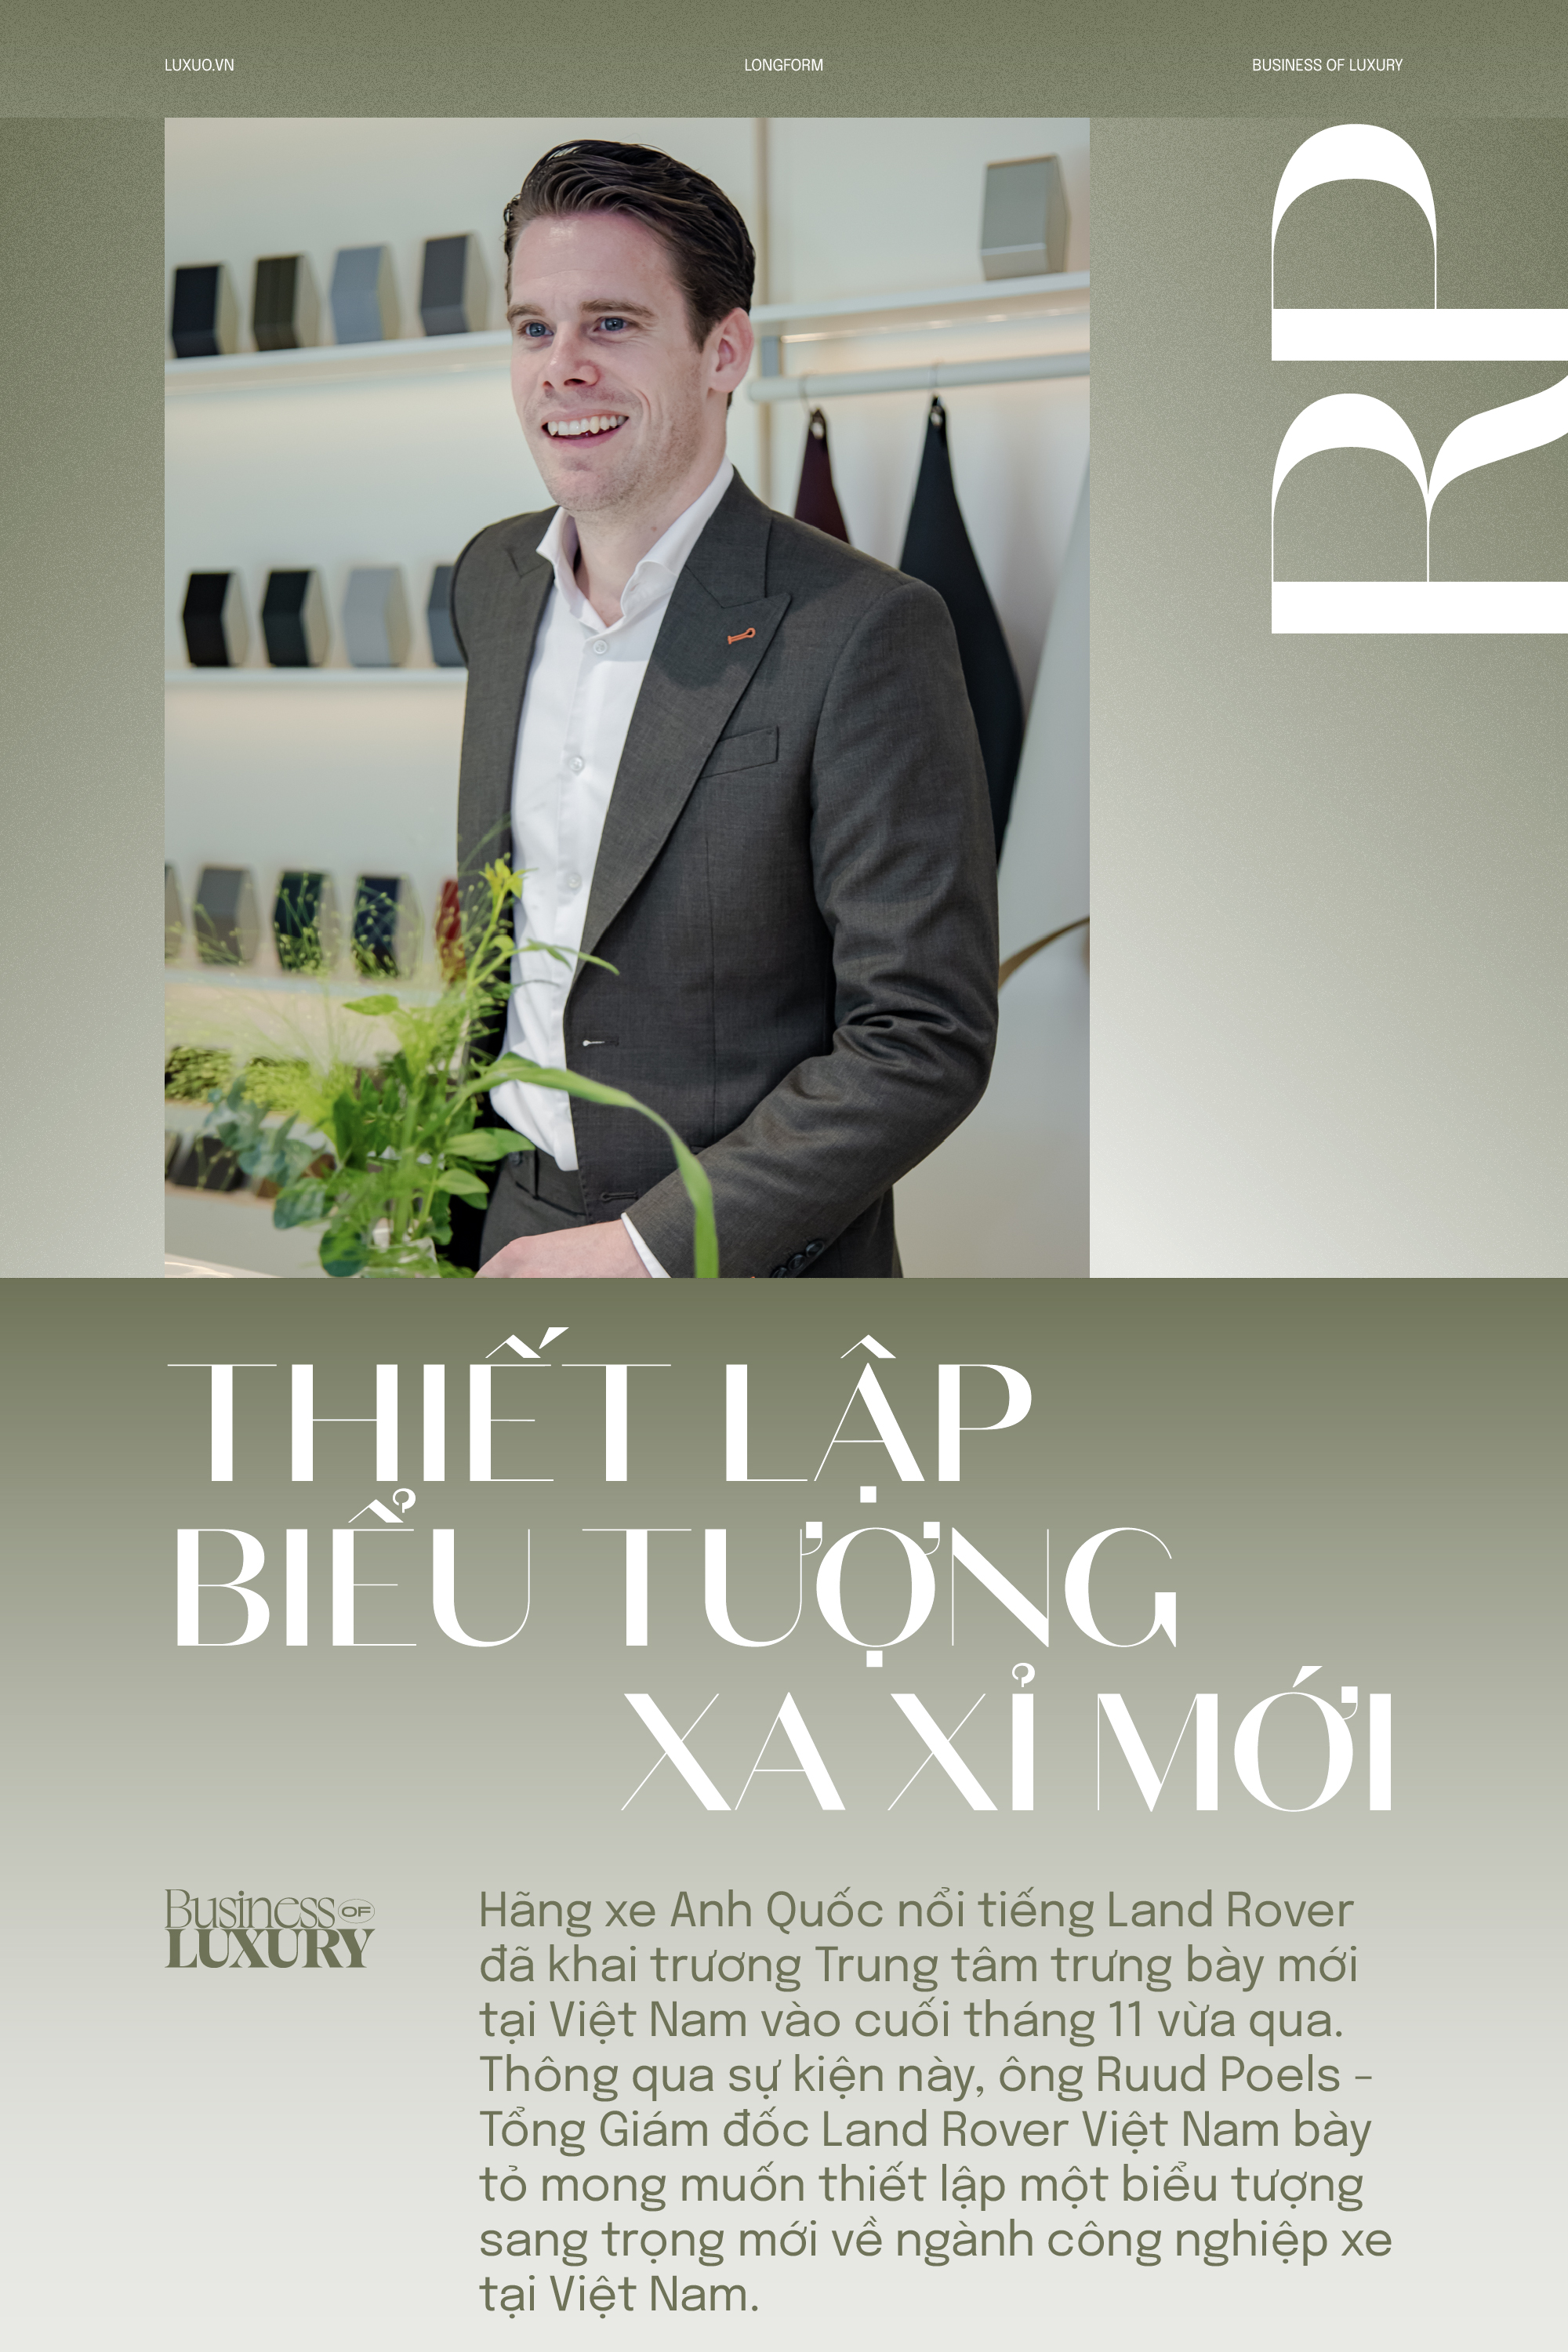 LUXUO.VN
LONGFORM
BUSINESS OF LUXURY
RP
THIẾT LẬP
BIỂU TƯỢNG
XA XỈ MỚI
Business OF
LUXURY
Hãng xe Anh Quốc nổi tiếng Land Rover
đã khai trương Trung tâm trưng bày mới
tại Việt Nam vào cuối tháng 11 vừa qua.
Thông qua sự kiện này, ông Ruud Poels –
Tổng Giám đốc Land Rover Việt Nam bày
tỏ mong muốn thiết lập một biểu tượng
sang trọng mới về ngành công nghiệp xe
tại Việt Nam.